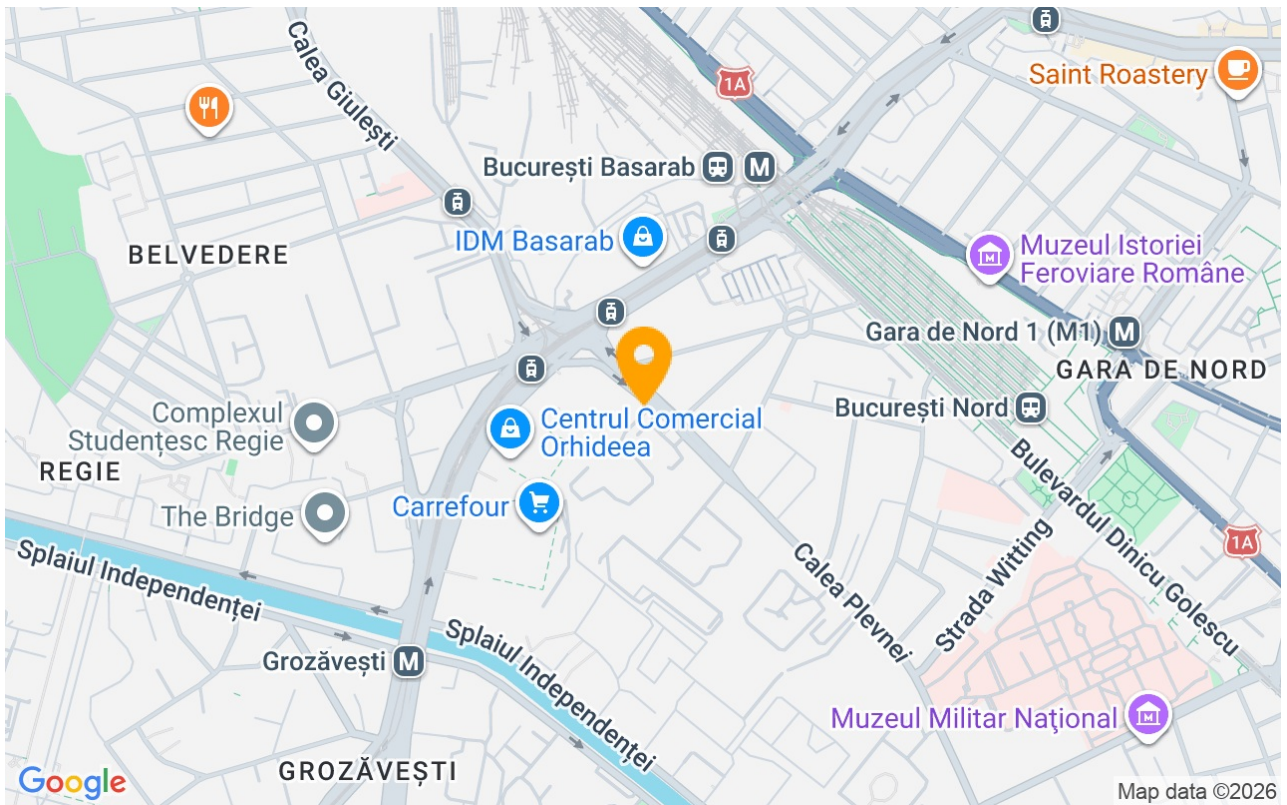 Calea Giulești
1A
Saint Roastery
București Basarab
M
IDM Basarab
BELVEDERE
Muzeul Istoriei
Feroviare Române
Gara de Nord 1 (M1)
M
GARA DE NORD
București Nord
Complexul
Studențesc Regie
Centrul Comercial
Orhideea
REGIE
Carrefour
The Bridge
Bulevardul Dinicu Golescu
1A
Splaiul Independenței
Calea Plevnei
Strada Witting
Splaiul Independenței
Grozăvești
M
Muzeul Militar Naţional
GROZĂVEȘTI
Google
Map data ©2026